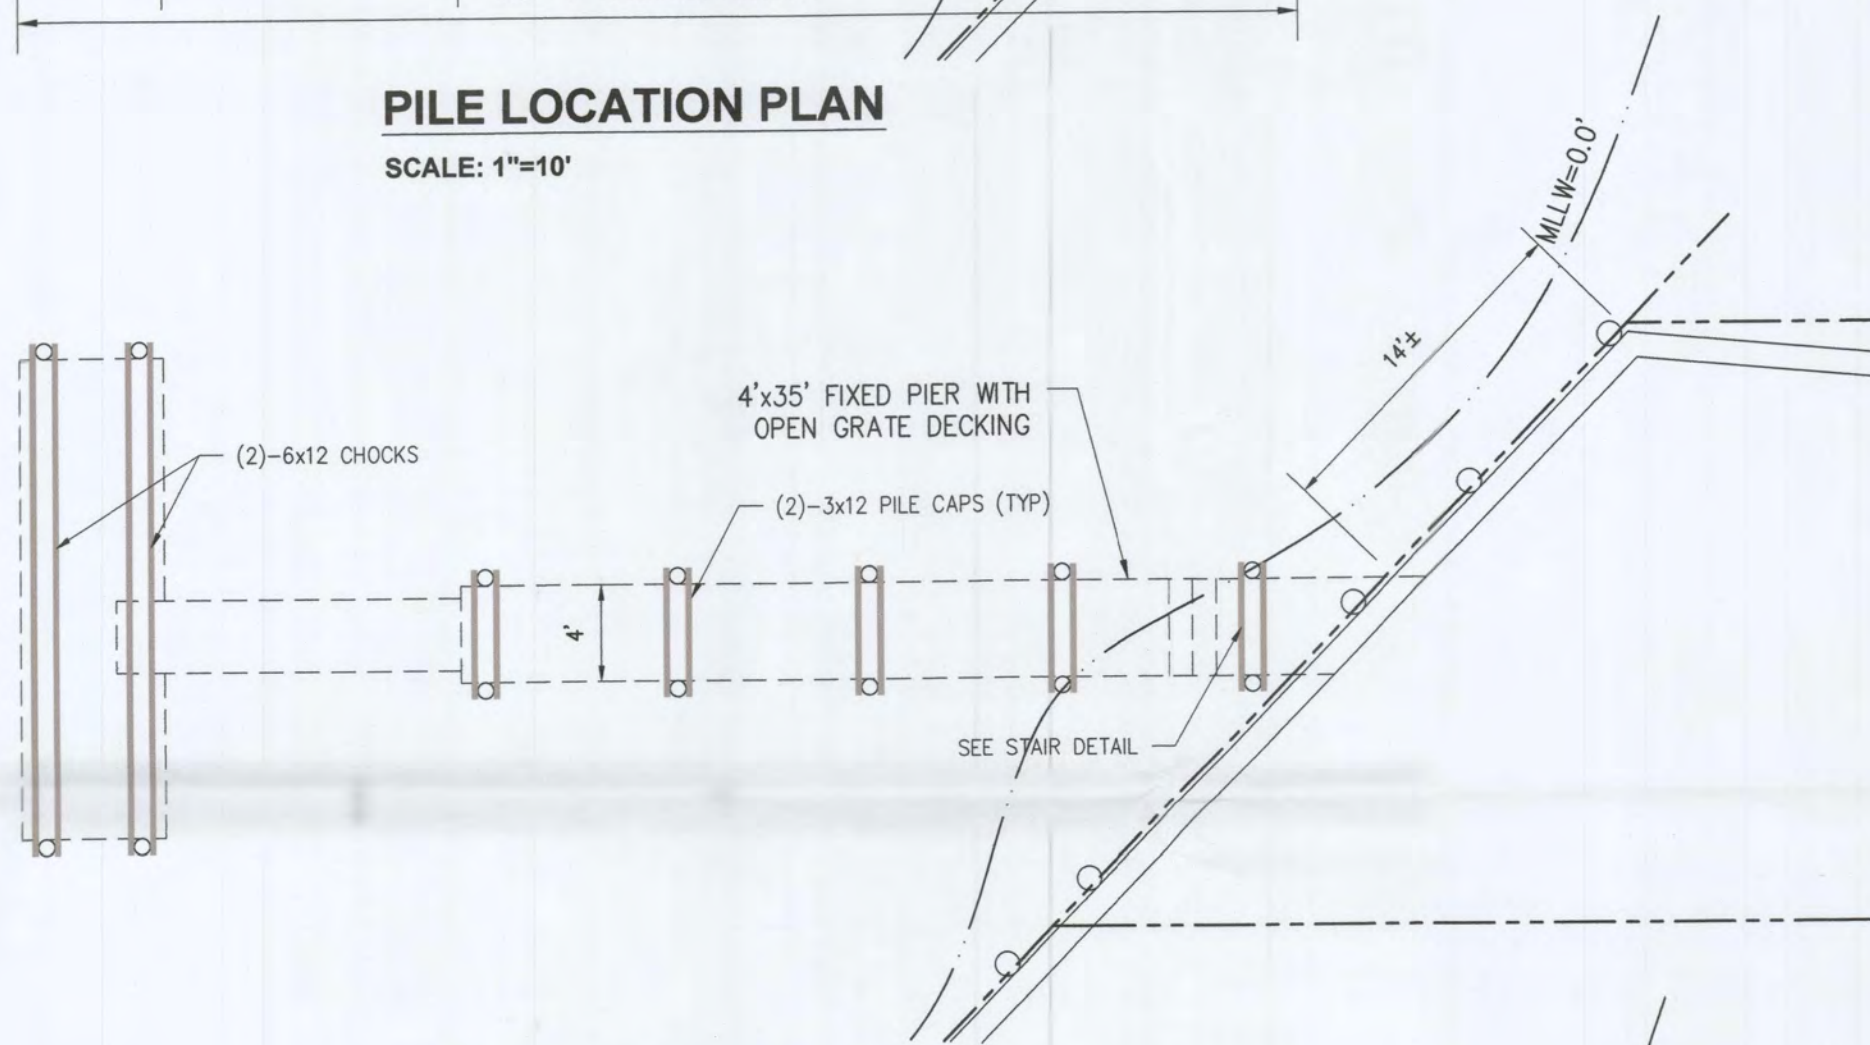 PILE LOCATION PLAN
SCALE: 1"=10'
MLLW=0.0'
14'±
4'x35' FIXED PIER WITH
OPEN GRATE DECKING
(2)-6x12 CHOCKS
(2)-3x12 PILE CAPS (TYP)
4'
SEE STAIR DETAIL